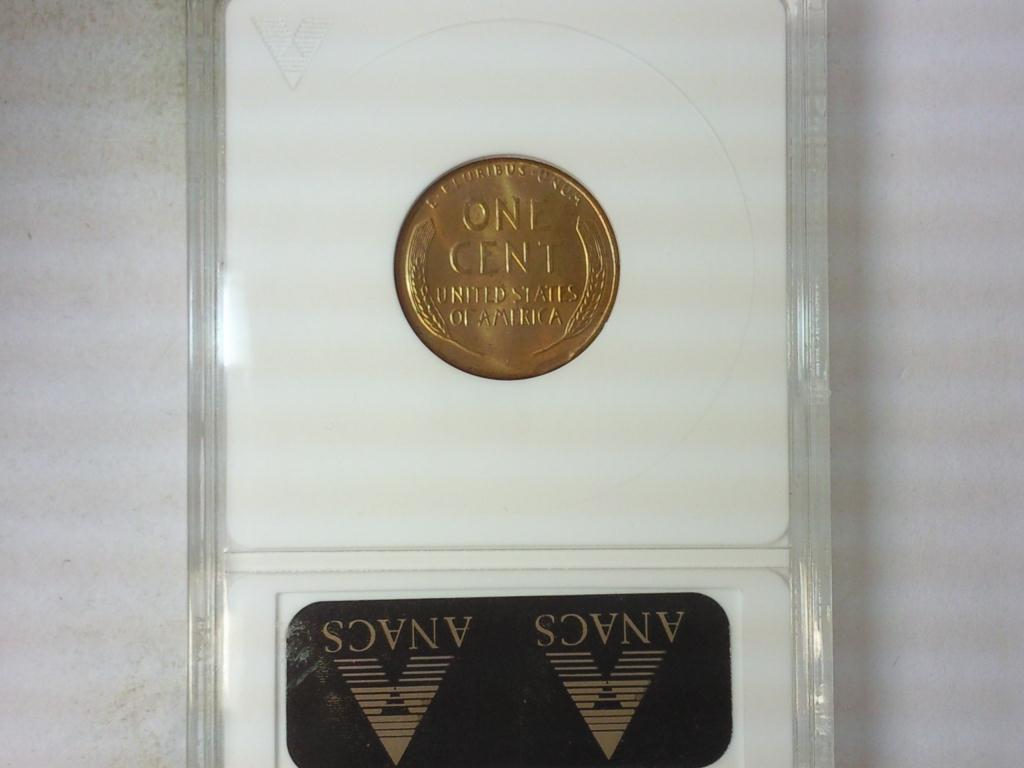 E·PLURIBUS·UNUM
ONE
CENT
UNITED STATES
OF AMERICA
ANACS ANACS